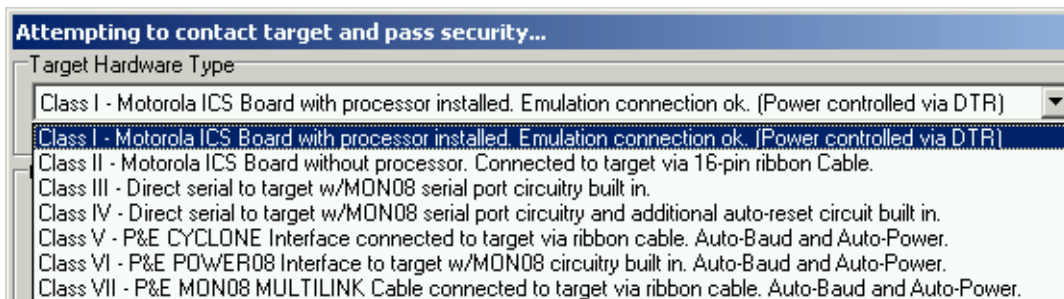 Attempting to contact target and pass security...
Target Hardware Type
Class I - Motorola ICS Board with processor installed. Emulation connection ok. (Power controlled via DTR)
Class I - Motorola ICS Board with processor installed. Emulation connection ok. (Power controlled via DTR)
Class II - Motorola ICS Board without processor. Connected to target via 16-pin ribbon Cable.
Class III - Direct serial to target w/MON08 serial port circuitry built in.
Class IV - Direct serial to target w/MON08 serial port circuitry and additional auto-reset circuit built in.
Class V - P&E CYCLONE Interface connected to target via ribbon cable. Auto-Baud and Auto-Power.
Class VI - P&E POWER08 Interface to target w/MON08 circuitry built in. Auto-Baud and Auto-Power.
Class VII - P&E MON08 MULTILINK Cable connected to target via ribbon cable. Auto-Baud and Auto-Power.